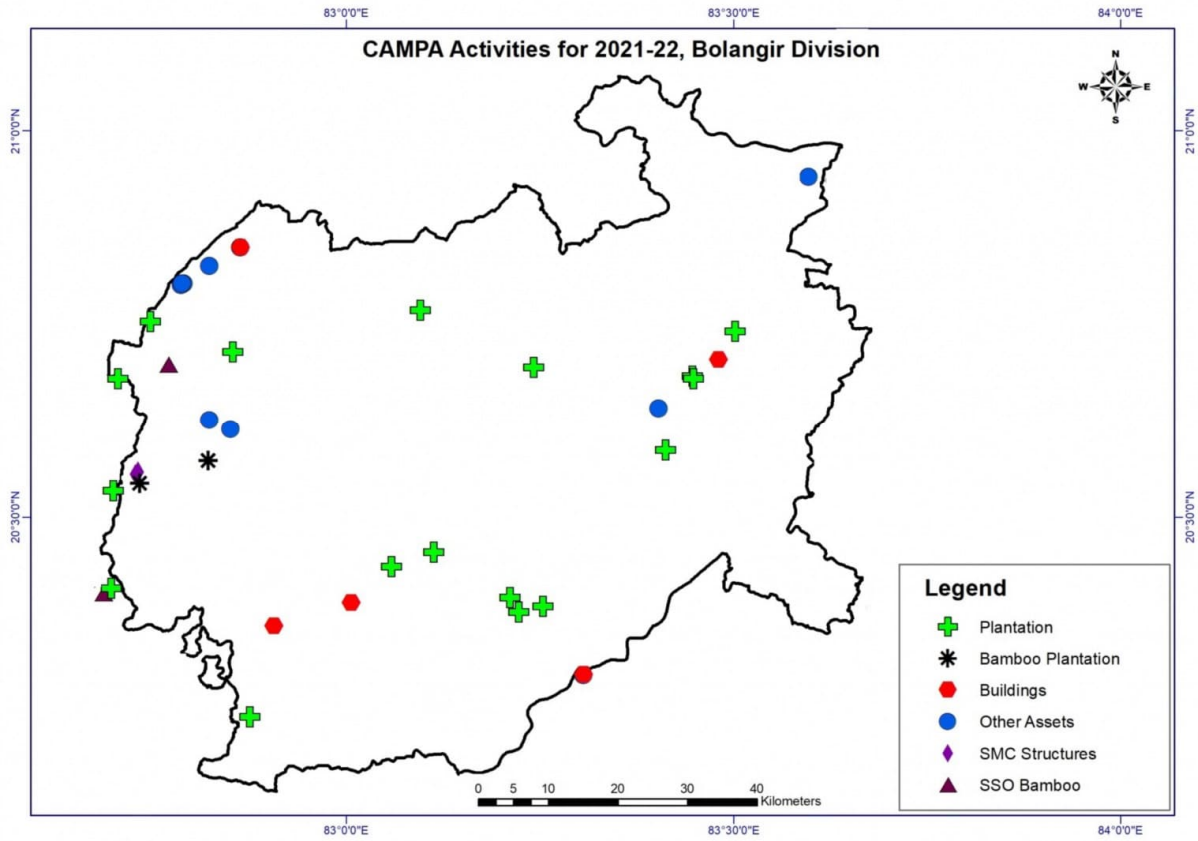 83°0'0"E 83°30'0"E 84°0'0"E
CAMPA Activities for 2021-22, Bolangir Division
N
W E
S
21°0'0"N 21°0'0"N
20°30'0"N 20°30'0"N
Legend
Plantation
Bamboo Plantation
Buildings
Other Assets
SMC Structures
SSO Bamboo
0 5 10 20 30 40
Kilometers
83°0'0"E 83°30'0"E 84°0'0"E